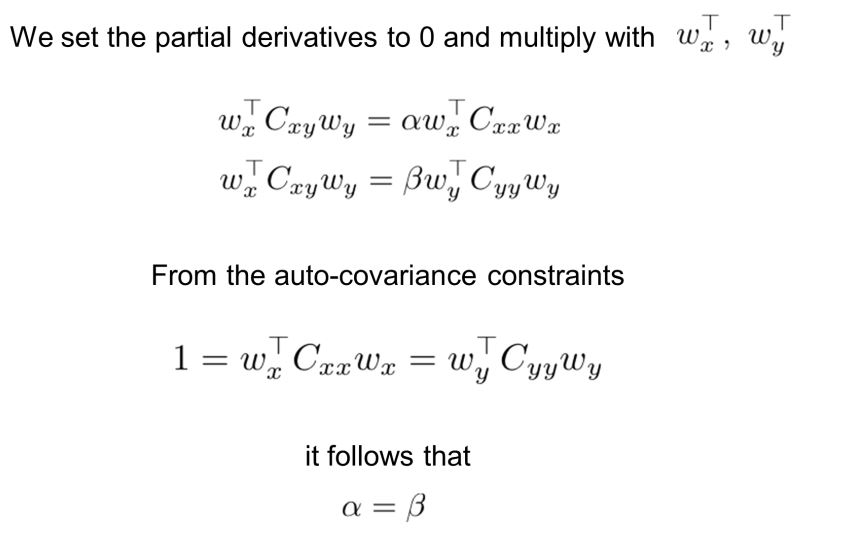 We set the partial derivatives to 0 and multiply with $w_x^\top, w_y^\top$
$w_x^\top C_{xy} w_y = \alpha w_x^\top C_{xx} w_x$
$w_x^\top C_{xy} w_y = \beta w_y^\top C_{yy} w_y$
From the auto-covariance constraints
$1 = w_x^\top C_{xx} w_x = w_y^\top C_{yy} w_y$
it follows that
$\alpha = \beta$